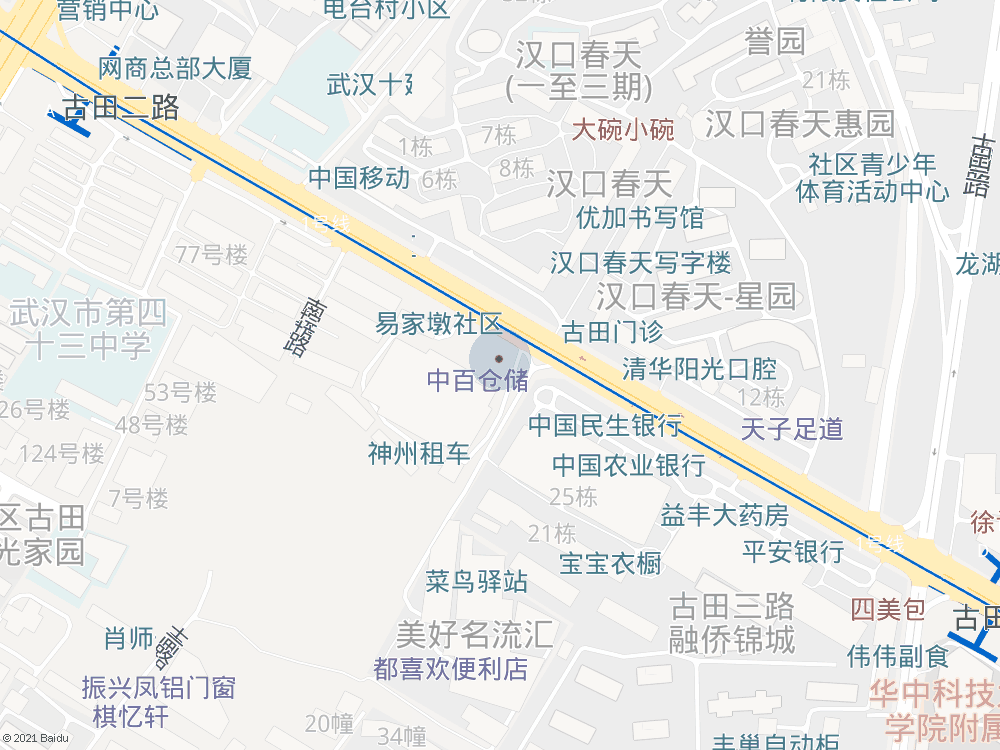 营销中心
电台村小区
网商总部大厦
武汉十
汉口春天
(一至三期)
誉园
21栋
古田二路
1栋
7栋
大碗小碗
汉口春天惠园
中国移动
6栋
8栋
汉口春天
社区青少年
体育活动中心
优加书写馆
1号线
77号楼
汉口春天写字楼
龙湖
武汉市第四
十三中学
南垮路
易家墩社区
汉口春天-星园
古田门诊
中百仓储
清华阳光口腔
12栋
53号楼
26号楼
48号楼
124号楼
中国民生银行
天子足道
神州租车
中国农业银行
7号楼
25栋
区古田
光家园
益丰大药房
21栋
平安银行
1号线
宝宝衣橱
菜鸟驿站
古田三路
融侨锦城
四美包
古田
肖师
美好名流汇
伟伟副食
都喜欢便利店
振兴凤铝门窗
棋忆轩
华中科技
学院附属
20幢
34幢
丰巢自动柜
© 2021 Baidu